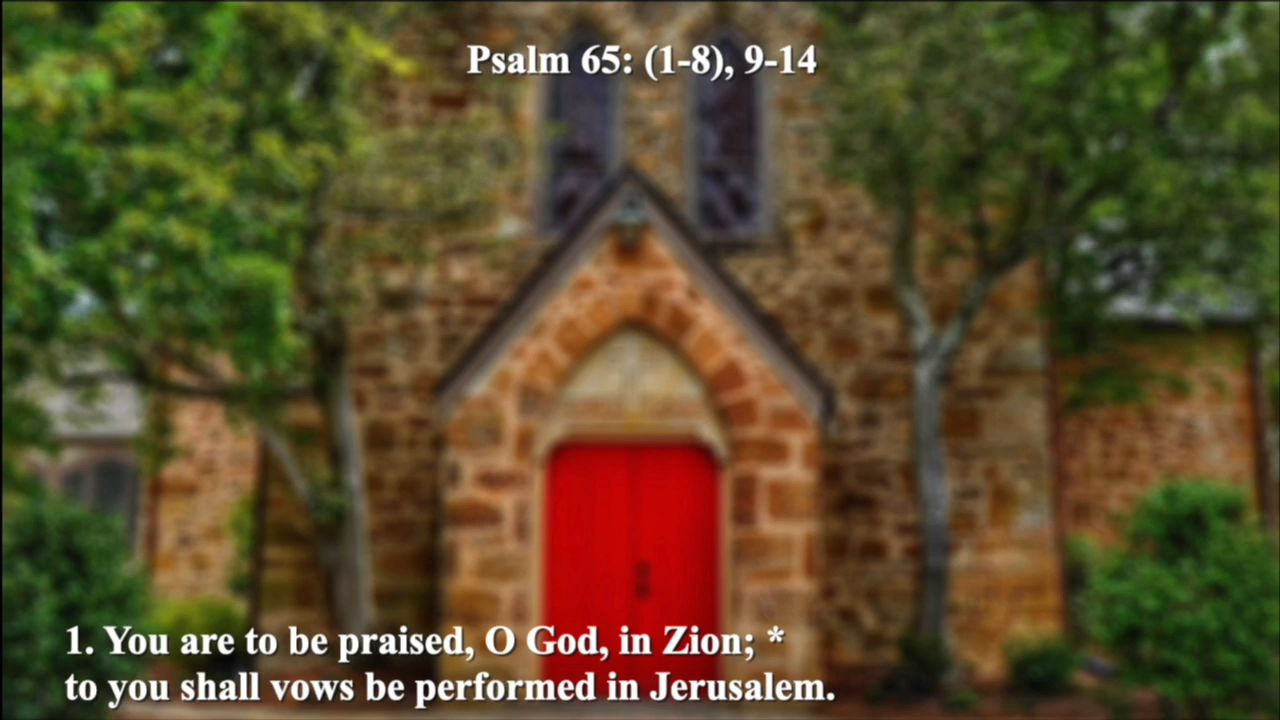 Psalm 65: (1-8), 9-14
1. You are to be praised, O God, in Zion; *
to you shall vows be performed in Jerusalem.